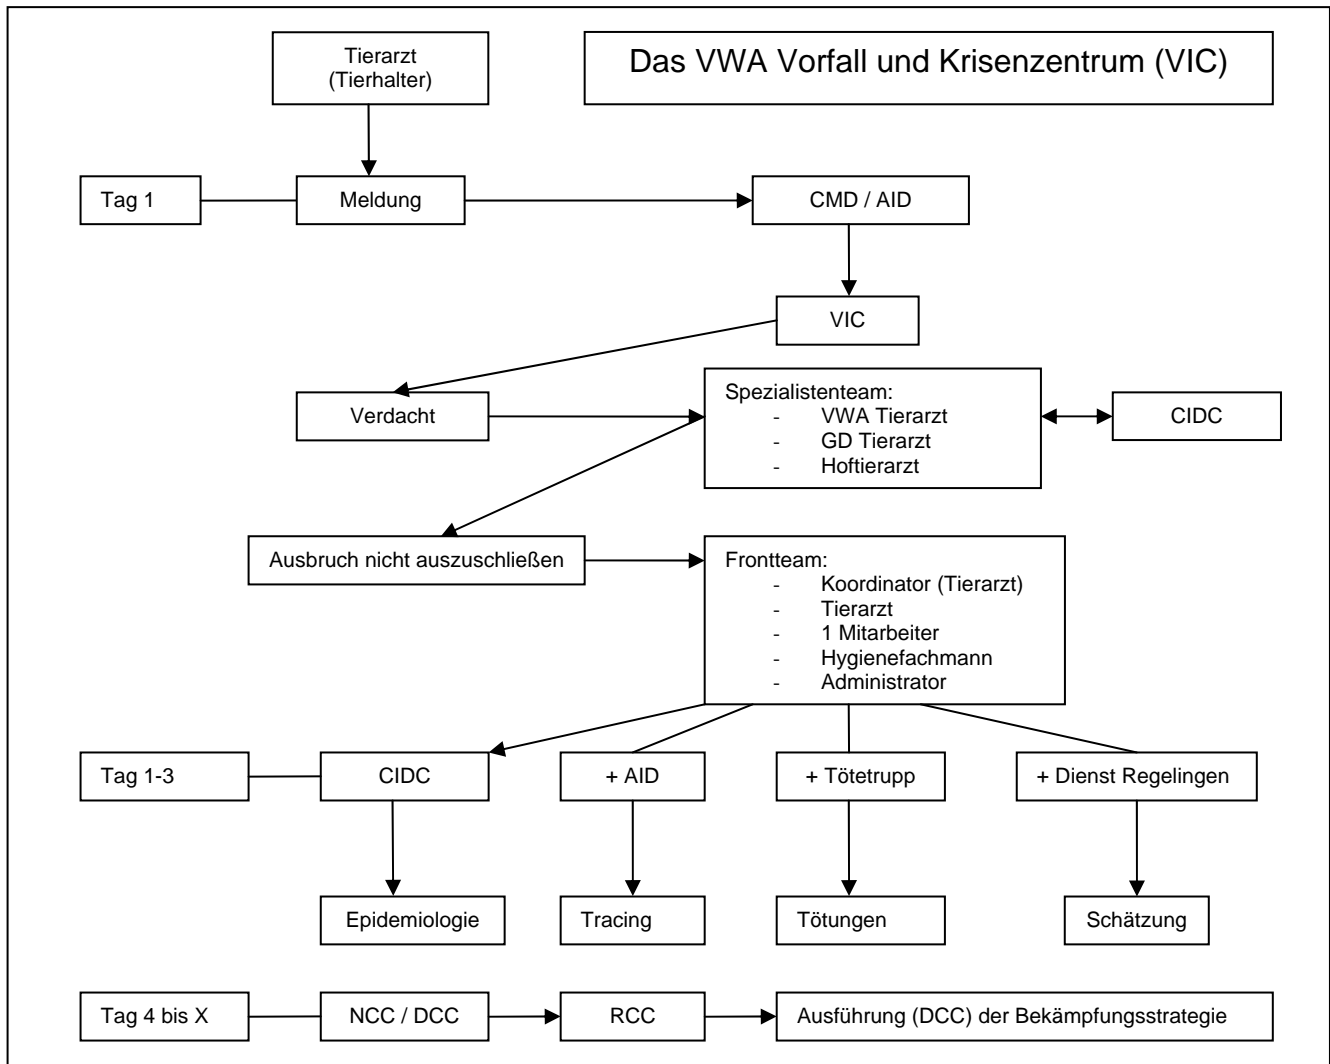 Tierarzt
(Tierhalter)
Das VWA Vorfall und Krisenzentrum (VIC)
Tag 1
Meldung
CMD / AID
VIC
Verdacht
Spezialistenteam:
- VWA Tierarzt
- GD Tierarzt
- Hoftierarzt
CIDC
Ausbruch nicht auszuschließen
Frontteam:
- Koordinator (Tierarzt)
- Tierarzt
- 1 Mitarbeiter
- Hygienefachmann
- Administrator
Tag 1-3
CIDC
+ AID
+ Tötetrupp
+ Dienst Regelingen
Epidemiologie
Tracing
Tötungen
Schätzung
Tag 4 bis X
NCC / DCC
RCC
Ausführung (DCC) der Bekämpfungsstrategie